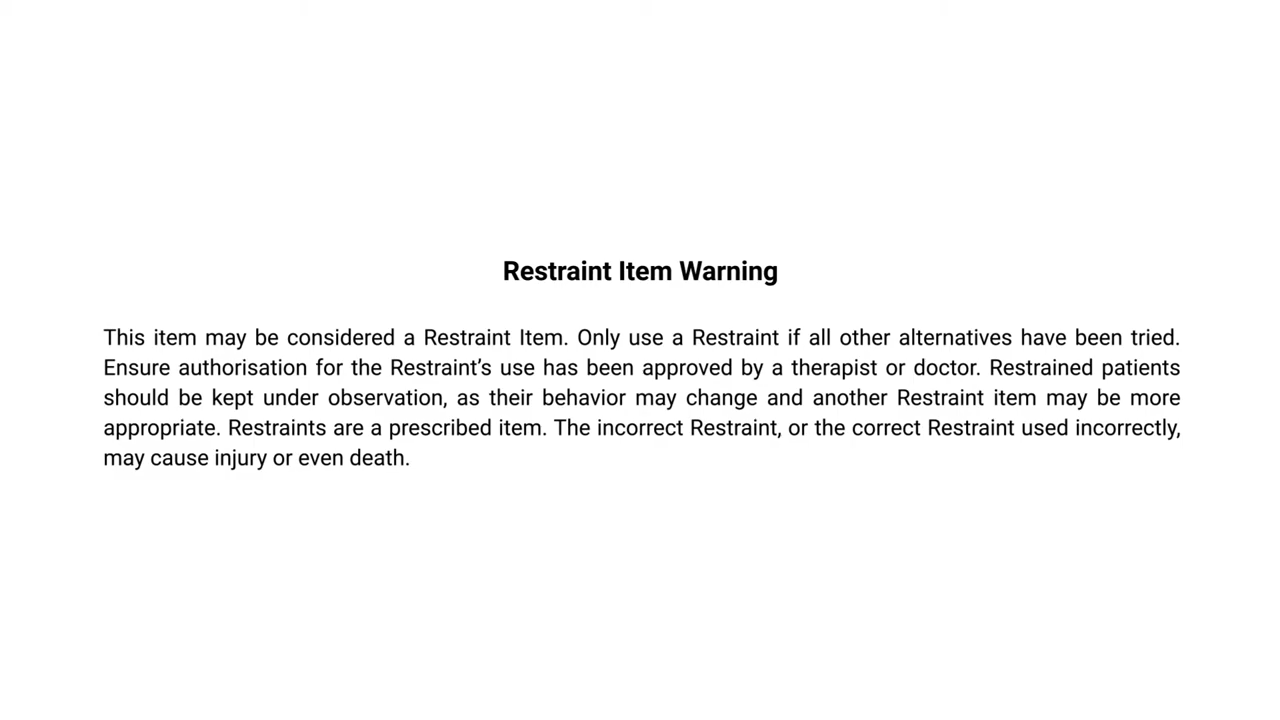 Restraint Item Warning
This item may be considered a Restraint Item. Only use a Restraint if all other alternatives have been tried.
Ensure authorisation for the Restraint’s use has been approved by a therapist or doctor. Restrained patients
should be kept under observation, as their behavior may change and another Restraint item may be more
appropriate. Restraints are a prescribed item. The incorrect Restraint, or the correct Restraint used incorrectly,
may cause injury or even death.